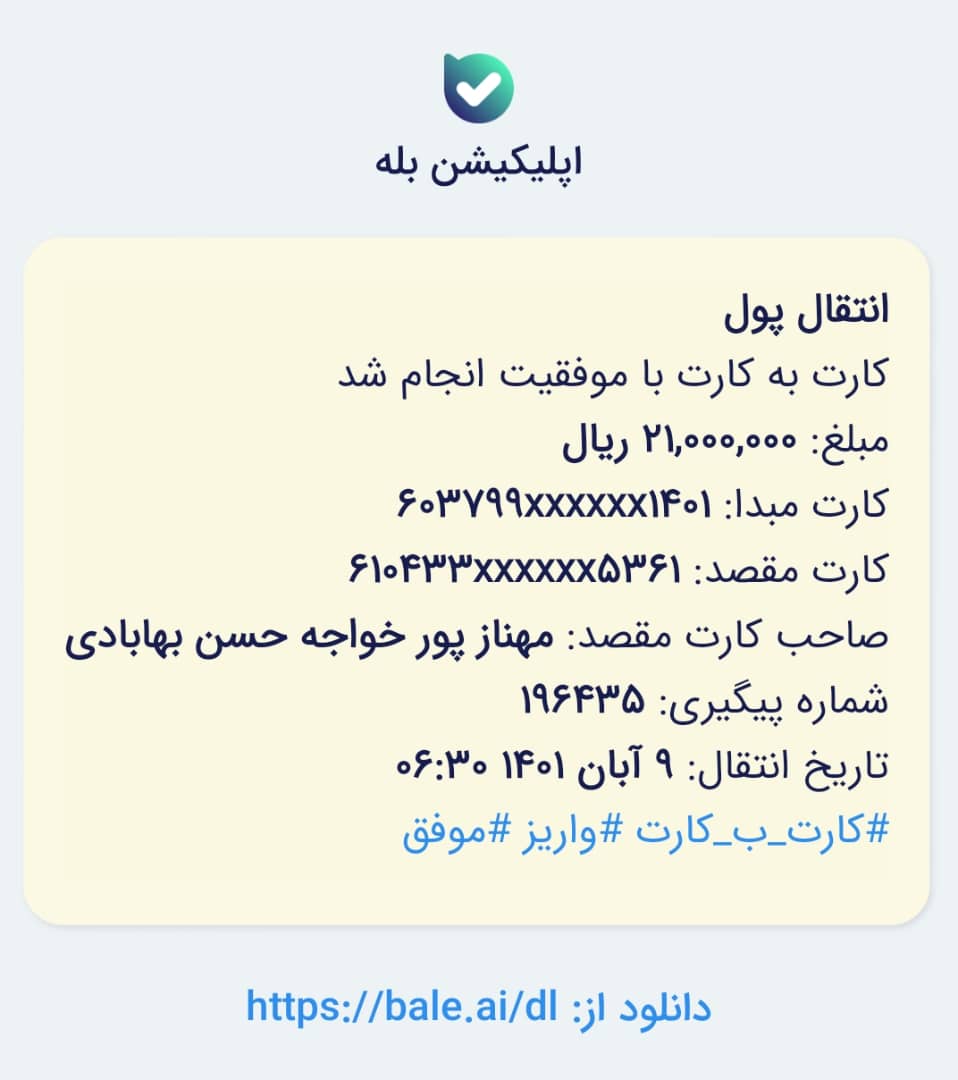 اپلیکیشن بله
انتقال پول
کارت به کارت با موفقیت انجام شد
مبلغ: ۲۱,۰۰۰,۰۰۰ ریال
کارت مبدا: ۶۰۳۷۹۹xxxxxx۱۴۰۱
کارت مقصد: ۶۱۰۴۳۳xxxxxx۵۳۶۱
صاحب کارت مقصد: مهناز پور خواجه حسن بهابادی
شماره پیگیری: ۱۹۶۴۳۵
تاریخ انتقال: ۹ آبان ۱۴۰۱ ۰۶:۳۰
#کارت_ب_کارت #واریز #موفق
دانلود از: https://bale.ai/dl